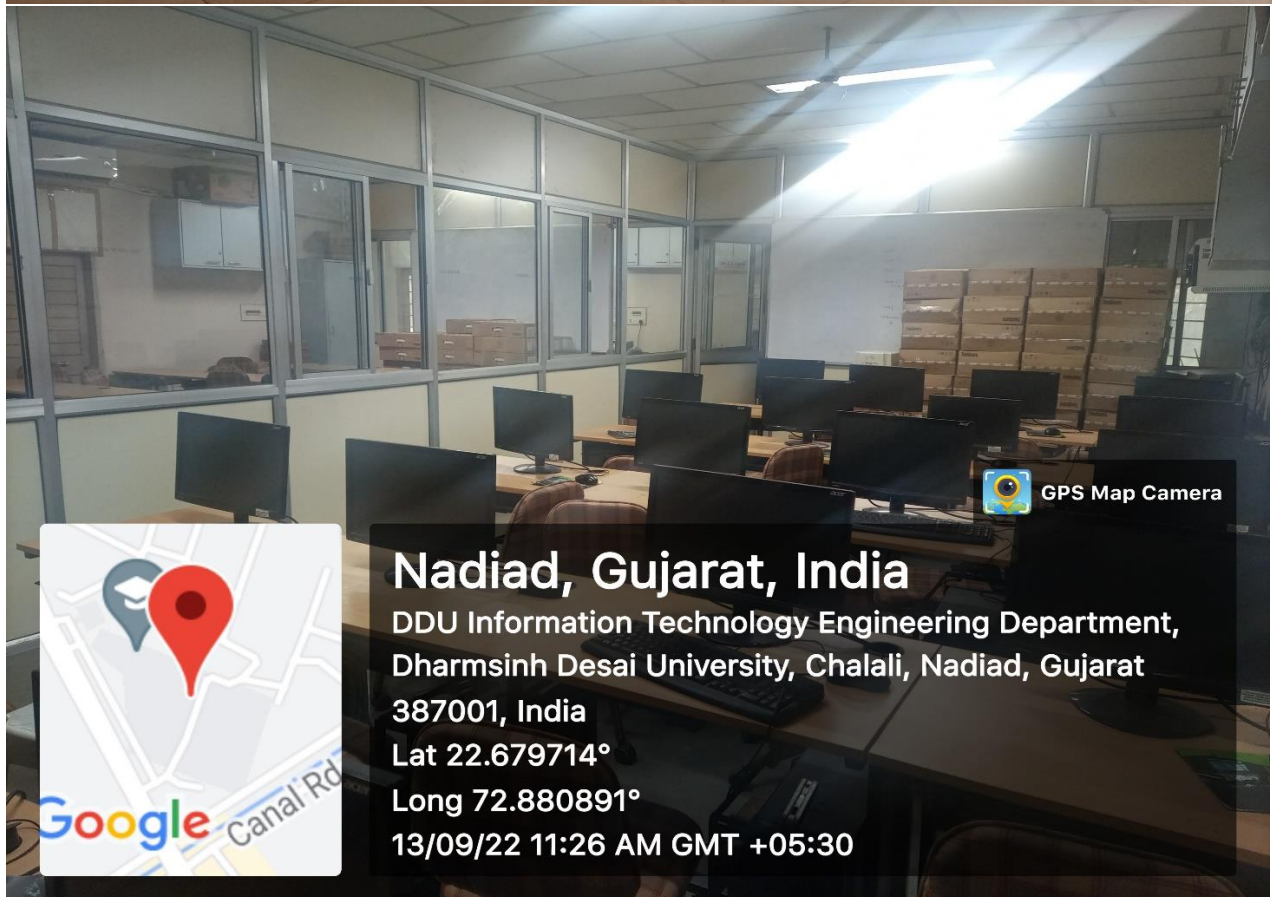 GPS Map Camera
Nadiad, Gujarat, India
DDU Information Technology Engineering Department,
Dharmsinh Desai University, Chalali, Nadiad, Gujarat
387001, India
Lat 22.679714°
Long 72.880891°
13/09/22 11:26 AM GMT +05:30
Google
Canal Rd